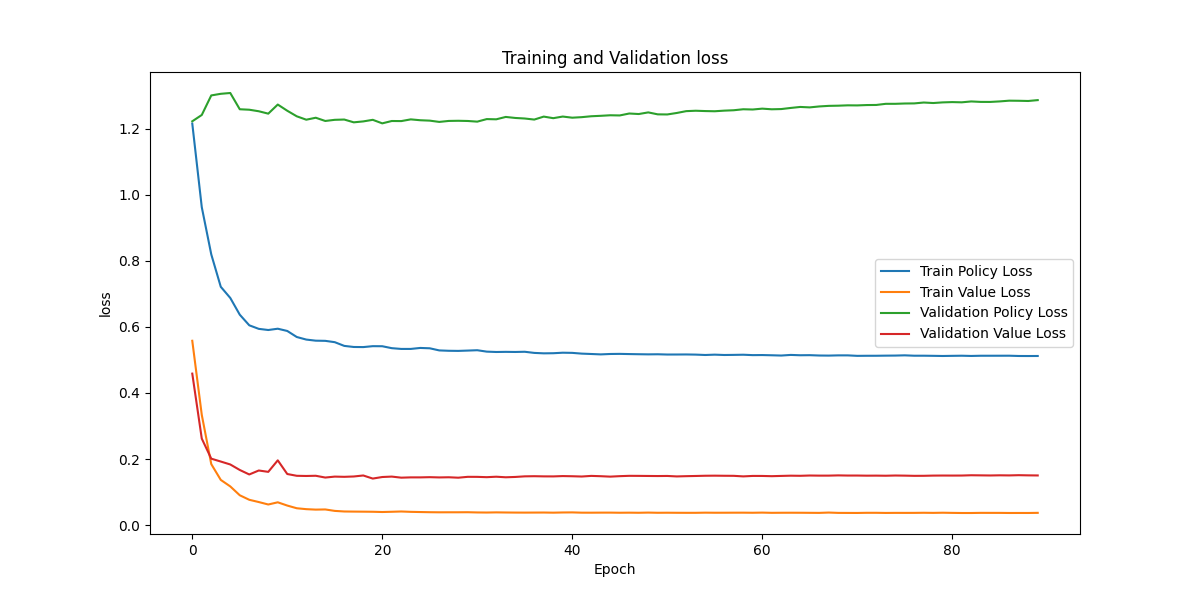 Training and Validation loss
loss
1.2
1.0
0.8
0.6
0.4
0.2
0.0
Train Policy Loss
Train Value Loss
Validation Policy Loss
Validation Value Loss
0 20 40 60 80
Epoch